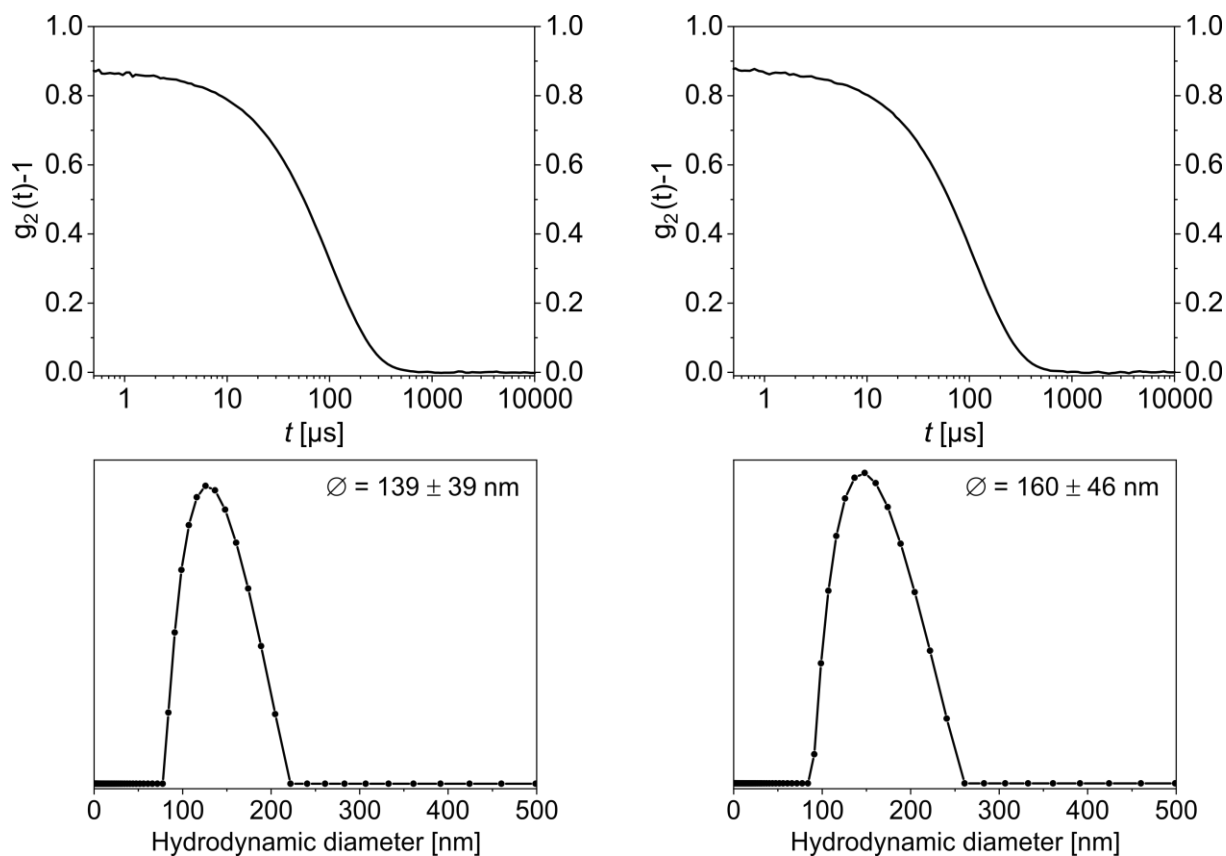 1.0 1.0 1.0 1.0
0.8 0.8 0.8 0.8
0.6 0.6 0.6 0.6
0.4 0.4 0.4 0.4
0.2 0.2 0.2 0.2
0.0 0.0 0.0 0.0
g₂(t)-1 g₂(t)-1
1 10 100 1000 10000 1 10 100 1000 10000
t [µs] t [µs]
∅ = 139 ± 39 nm ∅ = 160 ± 46 nm
0 100 200 300 400 500 0 100 200 300 400 500
Hydrodynamic diameter [nm] Hydrodynamic diameter [nm]